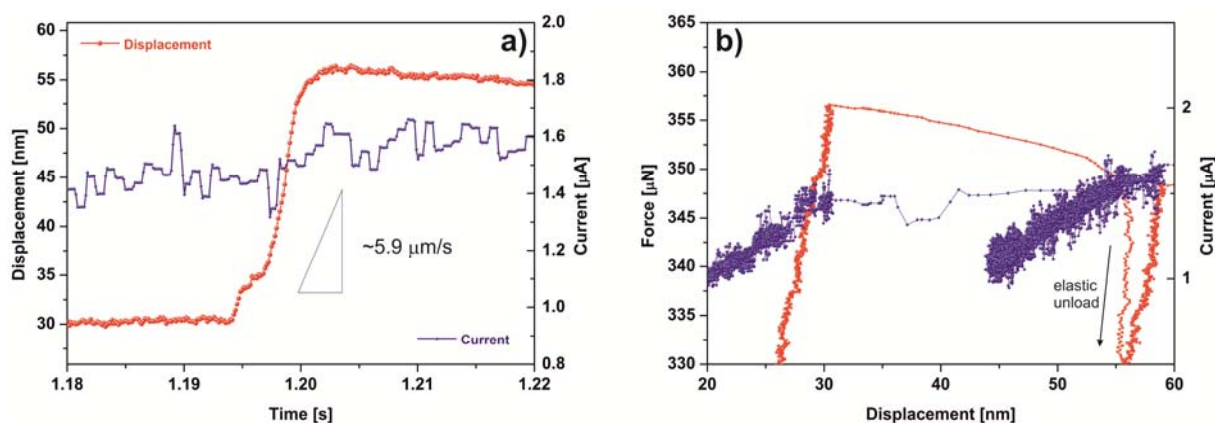 a)
Displacement
Current
~5.9 μm/s
60
55
50
45
40
35
30
Displacement [nm]
2.0
1.8
1.6
1.4
1.2
1.0
0.8
Current [μA]
1.18
1.19
1.20
1.21
1.22
Time [s]
b)
elastic
unload
365
360
355
350
345
340
335
330
Force [μN]
2
1
Current [μA]
20
30
40
50
60
Displacement [nm]